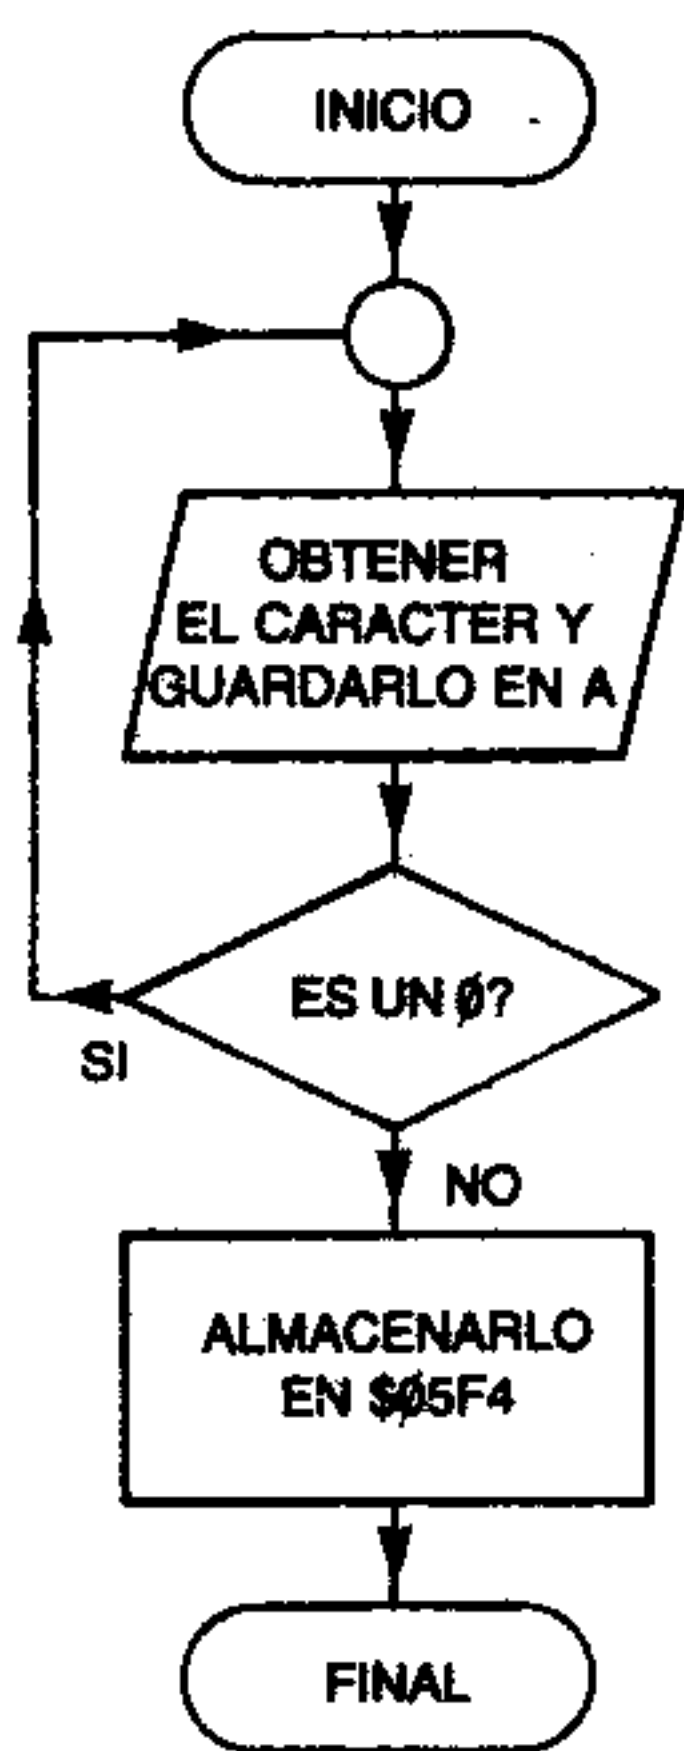 INICIO
OBTENER
EL CARACTER Y
GUARDARLO EN A
ES UN Ø?
SI
NO
ALMACENARLO
EN $Ø5F4
FINAL